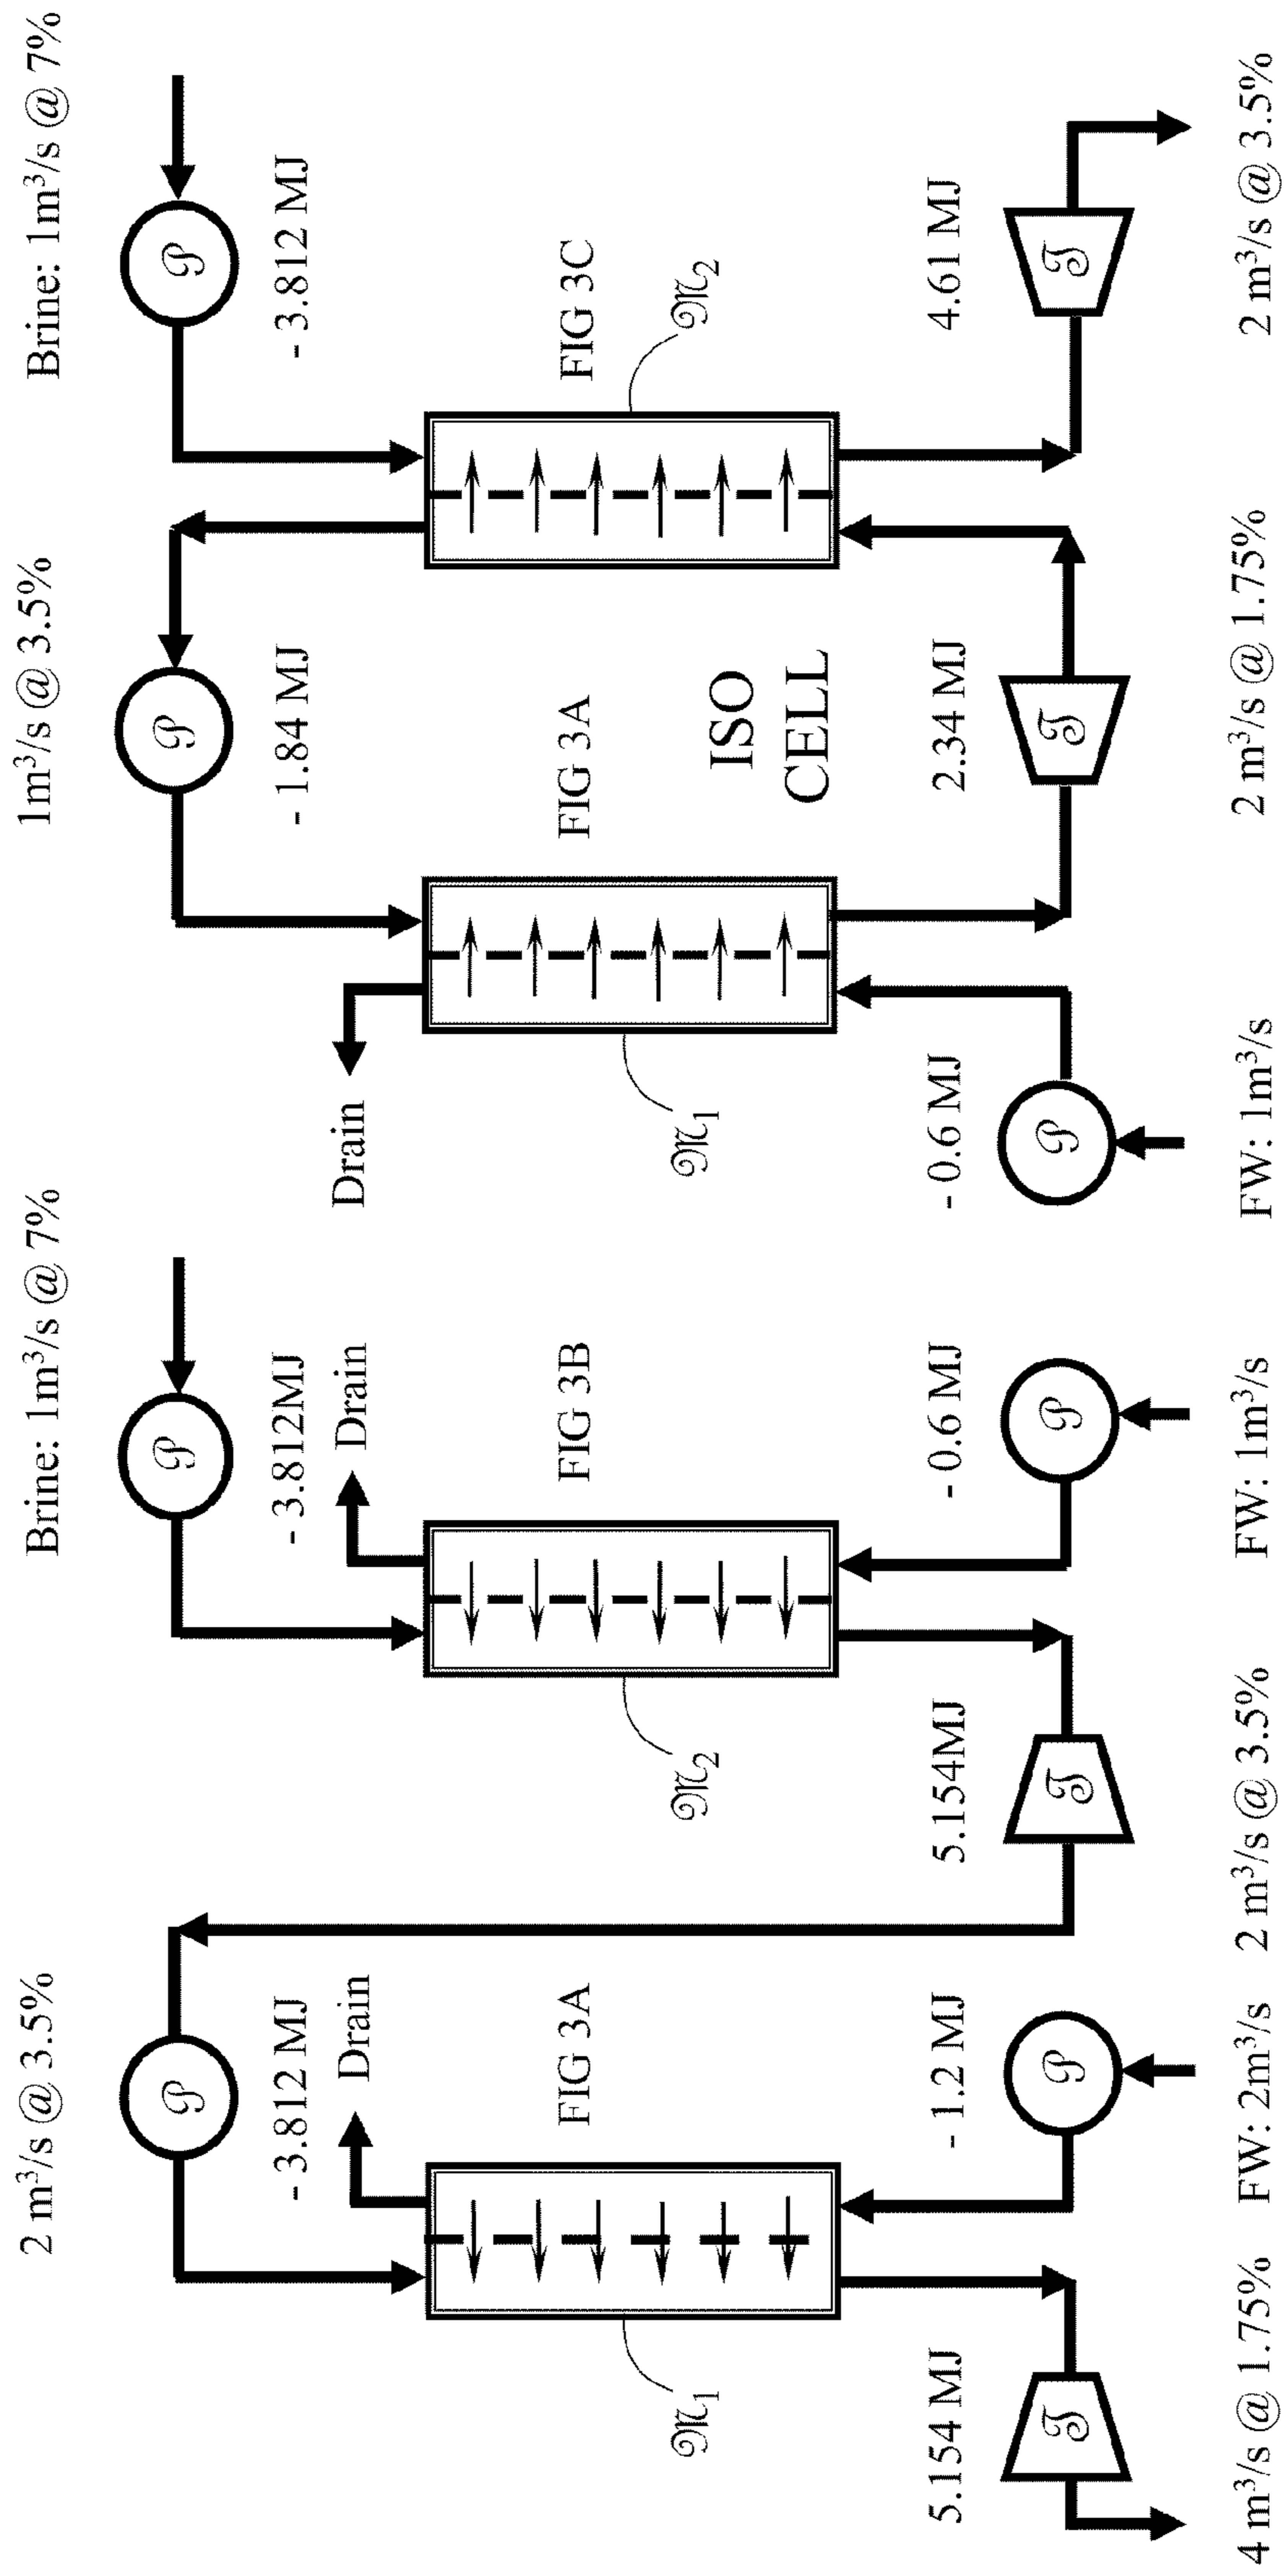 2 m³/s @ 3.5%
Brine: 1m³/s @ 7%
1m³/s @ 3.5%
Brine: 1m³/s @ 7%
𝒫
𝒫
𝒫
𝒫
- 3.812 MJ
- 3.812MJ
- 1.84 MJ
- 3.812 MJ
Drain
Drain
Drain
FIG 3A
FIG 3B
FIG 3A
FIG 3C
ℳ₁
ℳ₂
ℳ₁
ℳ₂
ISO
CELL
5.154 MJ
- 1.2 MJ
5.154MJ
- 0.6 MJ
- 0.6 MJ
2.34 MJ
4.61 MJ
𝒯
𝒫
𝒯
𝒫
𝒫
𝒯
𝒯
4 m³/s @ 1.75%
FW: 2m³/s
2 m³/s @ 3.5%
FW: 1m³/s
FW: 1m³/s
2 m³/s @ 1.75%
2 m³/s @ 3.5%